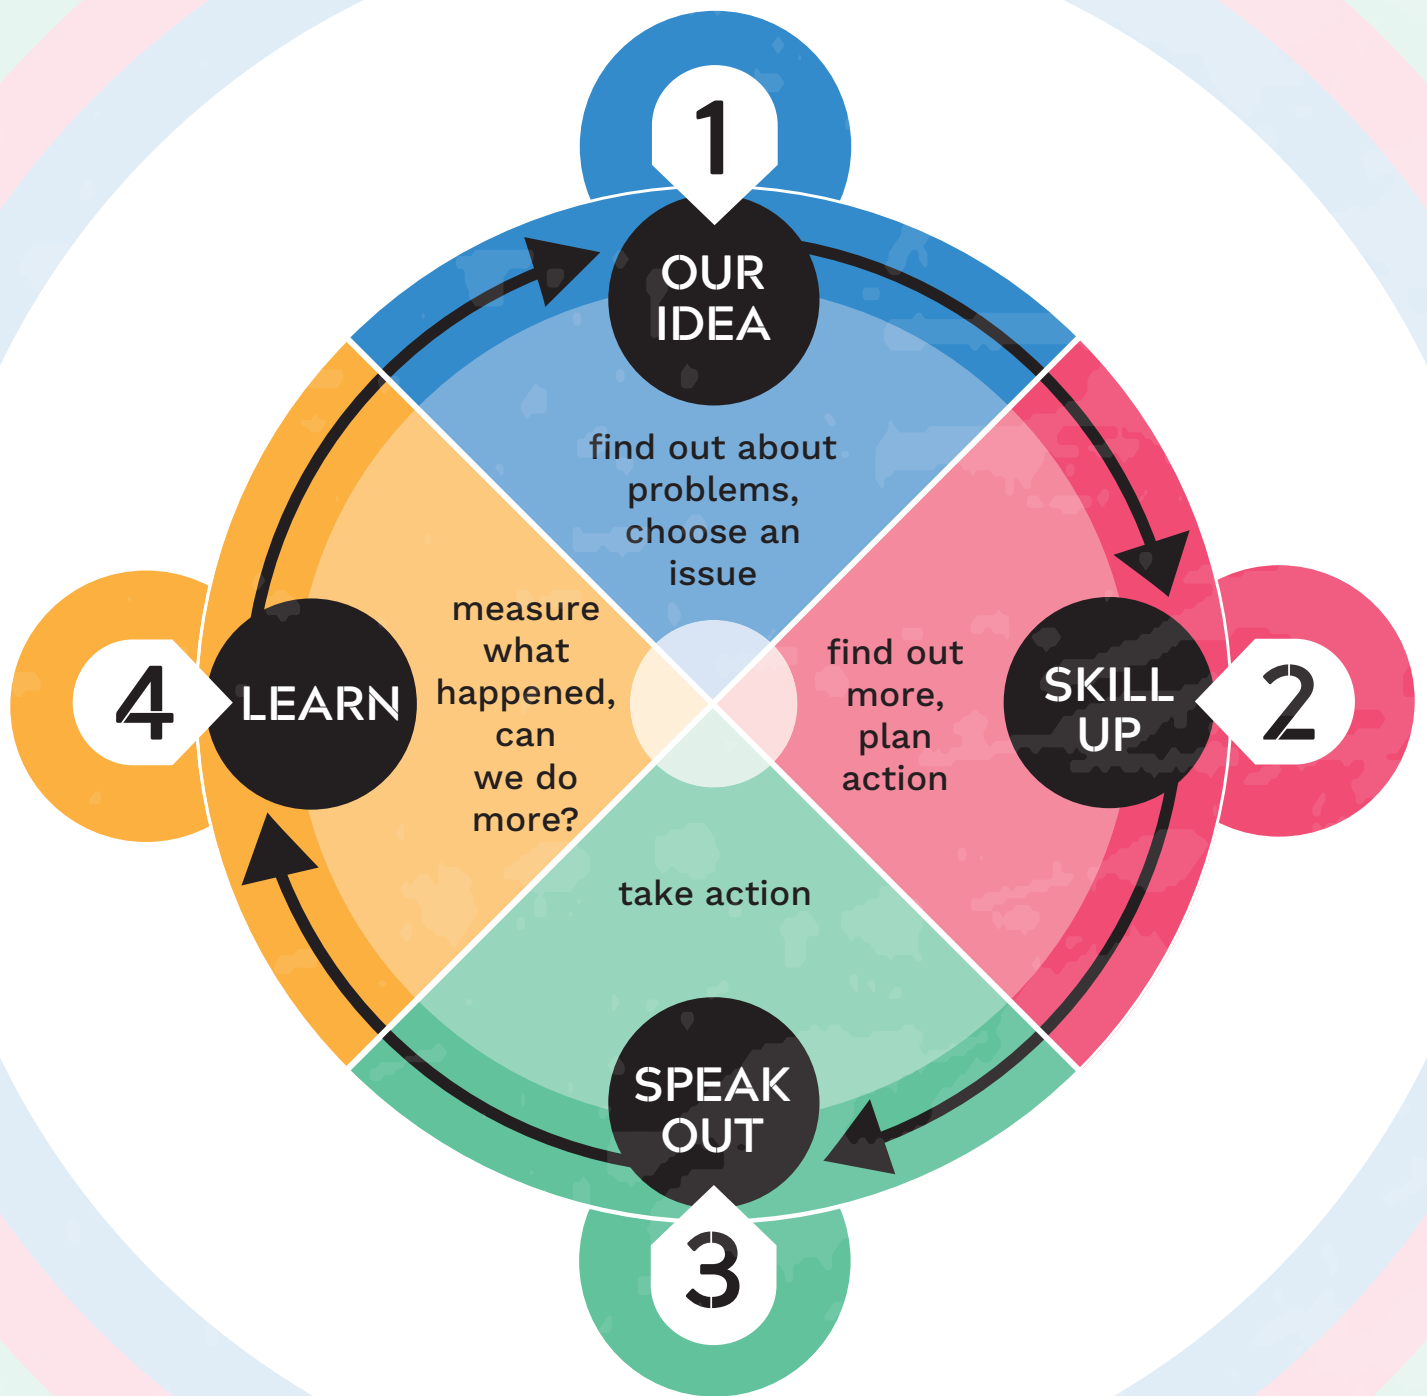 1
OUR
IDEA
find out about
problems,
choose an
issue
2
SKILL
UP
find out
more,
plan
action
3
SPEAK
OUT
take action
4
LEARN
measure
what
happened,
can
we do
more?